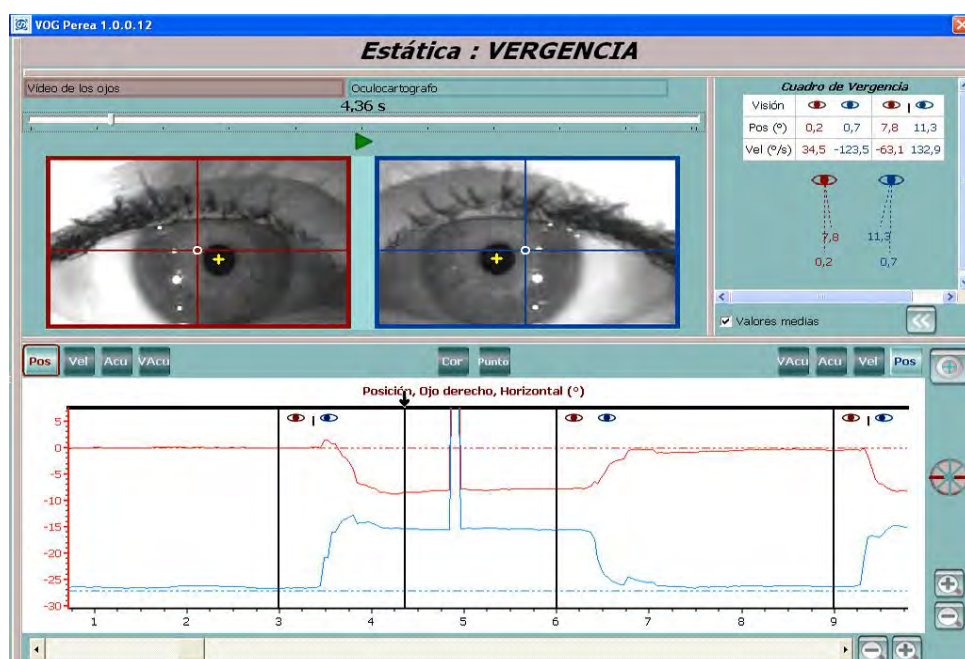 VOG Perea 1.0.0.12
Estática : VERGENCIA
Vídeo de los ojos
Oculocartografo
4,36 s
Cuadro de Vergencia
Visión
Pos (º) 0,2 0,7 7,8 11,3
Vel (º/s) 34,5 -123,5 -63,1 132,9
7,8 11,3
0,2 0,7
Valores medias
Pos Vel Acu VAcu Cor Punto VAcu Acu Vel Pos
Posición, Ojo derecho, Horizontal (º)
5
0
-5
-10
-15
-20
-25
-30
1 2 3 4 5 6 7 8 9